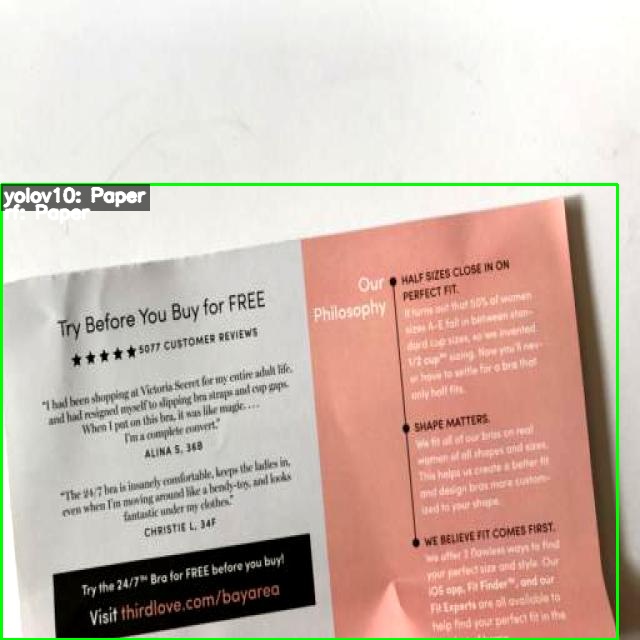 yolov10: Paper
rf: Paper
Try Before You Buy for FREE
★★★★★ 5077 CUSTOMER REVIEWS
"I had been shopping at Victoria Secret for my entire adult life,
and had resigned myself to slipping bra straps and cup gaps.
When I put on this bra, it was like magic....
I'm a complete convert."
ALINA S, 36B
"The 24/7 bra is insanely comfortable, keeps the ladies in,
even when I'm moving around like a bendy-toy, and looks
fantastic under my clothes."
CHRISTIE L, 34F
Try the 24/7™ Bra for FREE before you buy!
Visit thirdlove.com/bayarea
Our
Philosophy
HALF SIZES CLOSE IN ON
PERFECT FIT.
It turns out that 50% of women
sizes A-E fall in between stan-
dard cup sizes, so we invented
1/2 cup™ sizing. Now you'll nev-
er have to settle for a bra that
only half fits.
SHAPE MATTERS.
We fit all of our bras on real
women of all shapes and sizes.
This helps us create a better fit
and design bras more custom-
ized to your shape.
WE BELIEVE FIT COMES FIRST.
We offer 3 flawless ways to find
your perfect size and style. Our
iOS app, Fit Finder™, and our
Fit Experts are all available to
help find your perfect fit in the